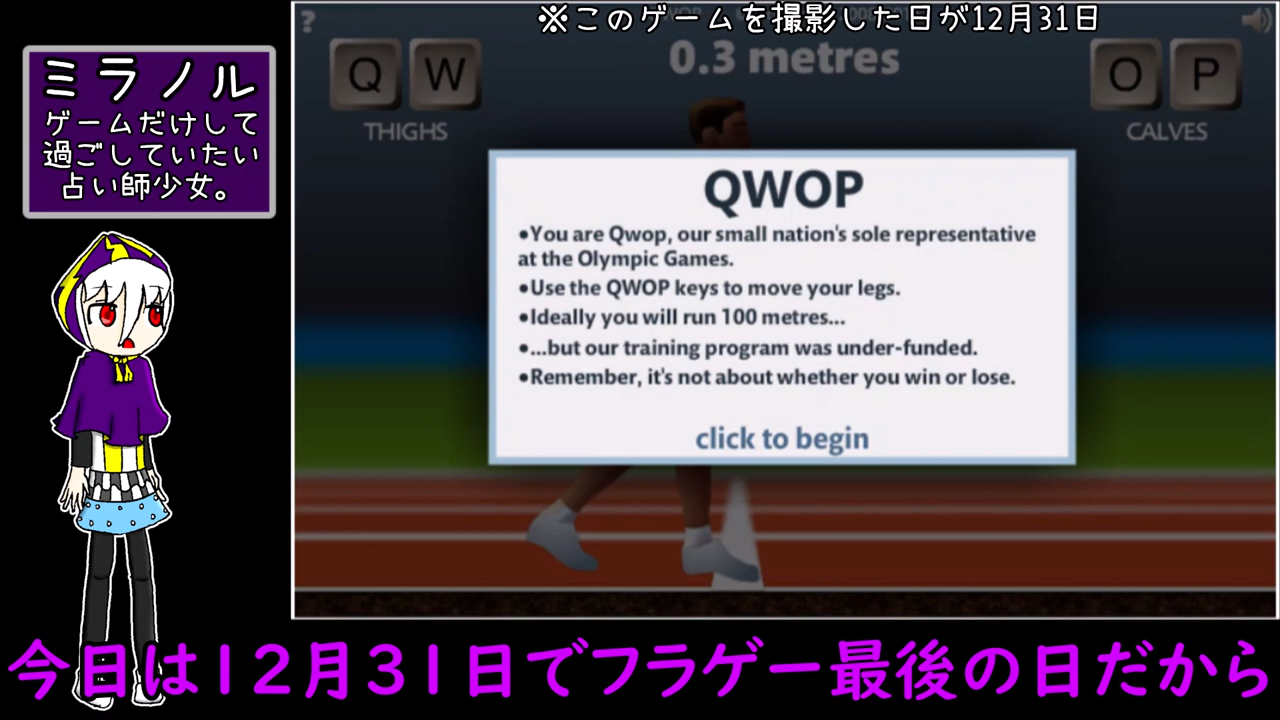 ※このゲームを撮影した日が12月31日
?
Q W
0.3 metres
O P
THIGHS
CALVES
ミラノル
ゲームだけして
過ごしていたい
占い師少女。
QWOP
•You are Qwop, our small nation's sole representative
at the Olympic Games.
•Use the QWOP keys to move your legs.
•Ideally you will run 100 metres...
•...but our training program was under-funded.
•Remember, it's not about whether you win or lose.
click to begin
今日は12月31日でフラゲー最後の日だから